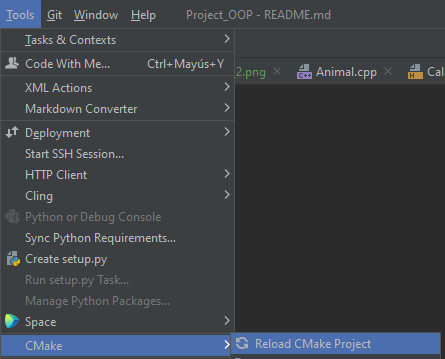 Tools Git Window Help Project_OOP - README.md
Tasks & Contexts
Code With Me... Ctrl+Mayús+Y
2.png Animal.cpp Cal
XML Actions
Markdown Converter
Deployment
Start SSH Session...
HTTP Client
Cling
Python or Debug Console
Sync Python Requirements...
Create setup.py
Run setup.py Task...
Manage Python Packages...
Space
CMake Reload CMake Project